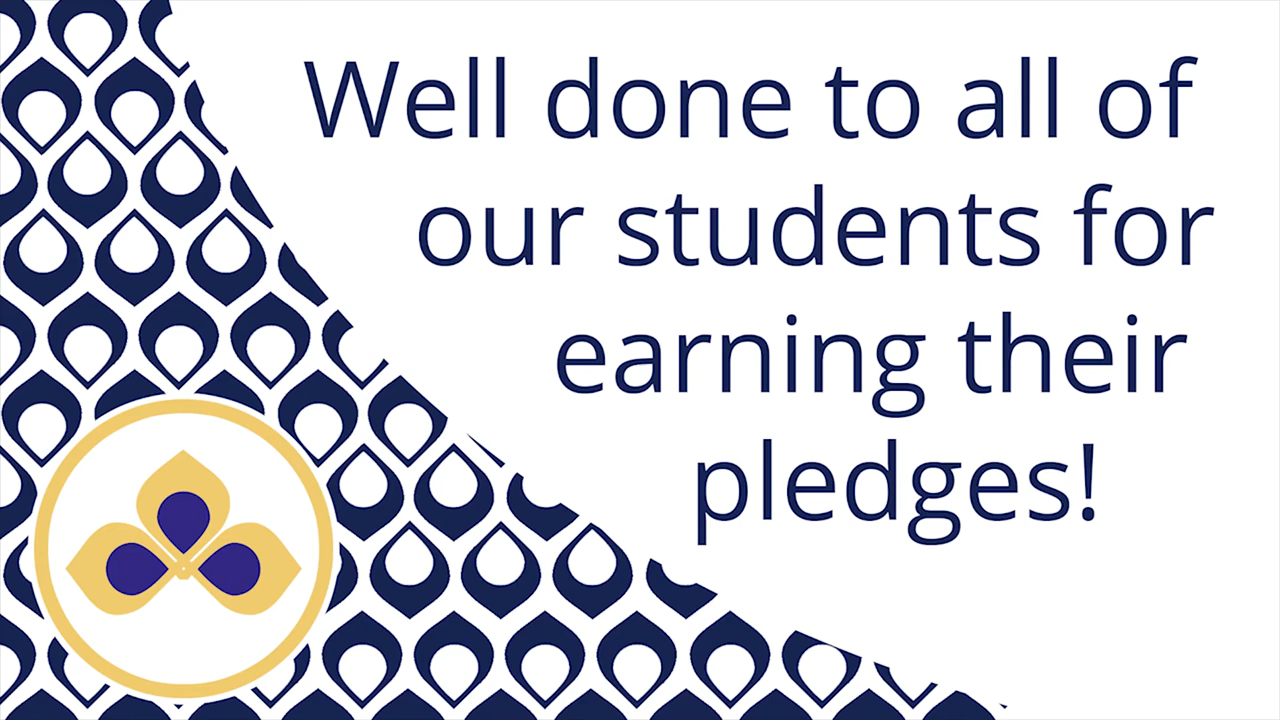 Well done to all of
our students for
earning their
pledges!